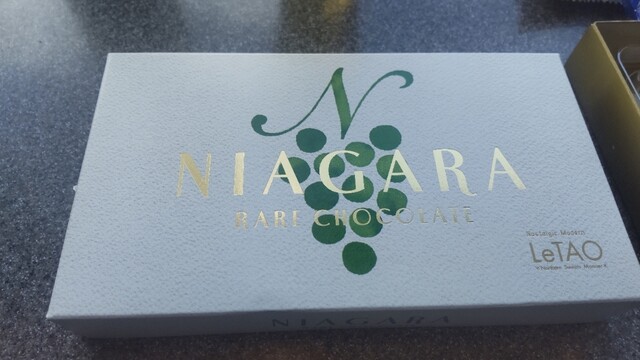 N
NIAGARA
RARE CHOCOLATE
Nostalgic Modern
LeTAO
NIAGARA